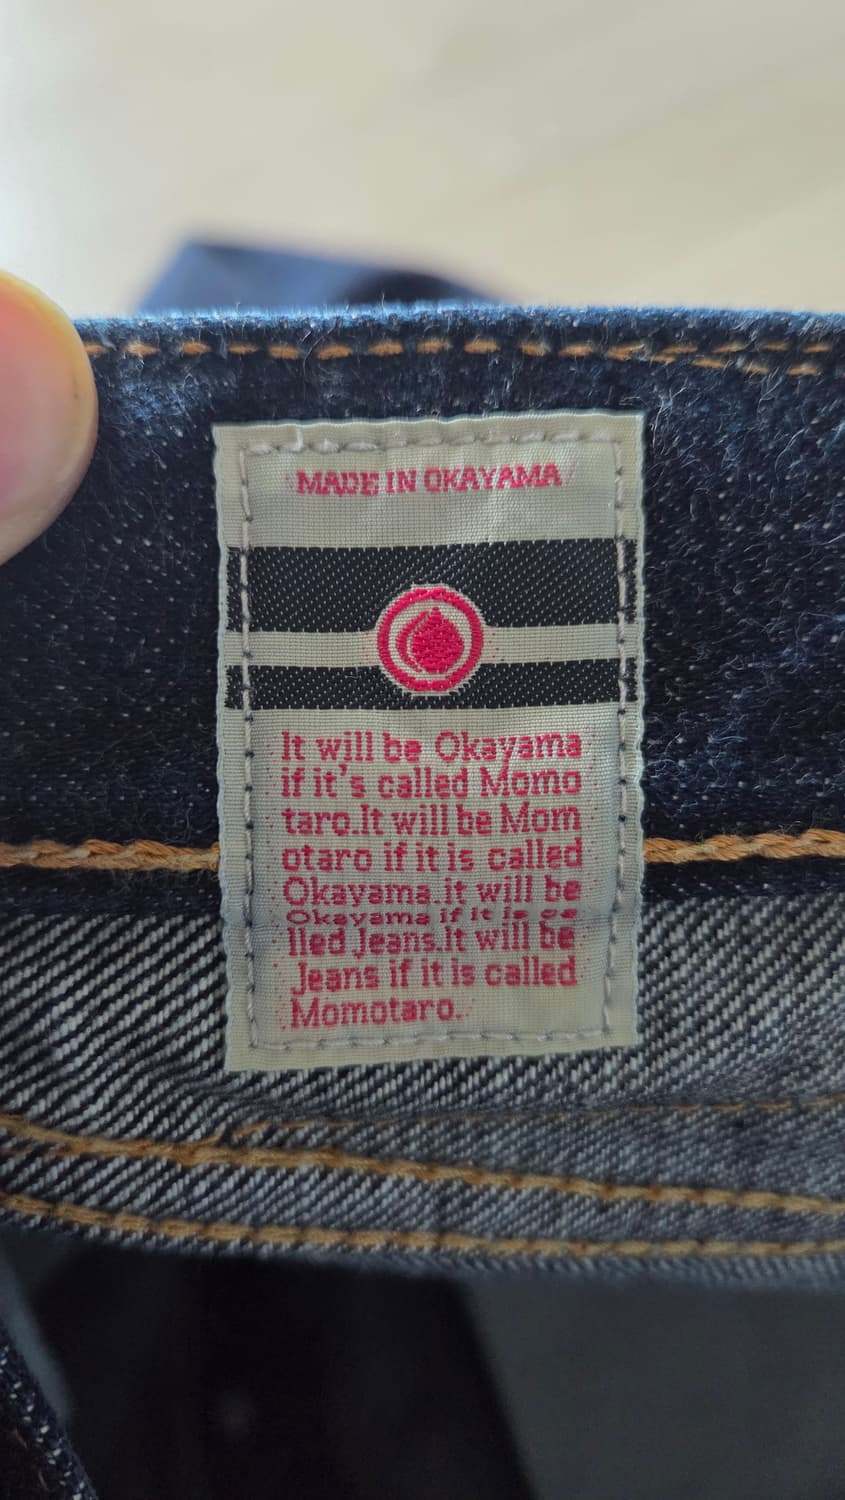 MADE IN OKAYAMA
It will be Okayama
if it's called Momo
taro.It will be Mom
otaro if it is called
Okayama.it will be
Okayama if it is ca
lled Jeans.It will be
Jeans if it is called
Momotaro.